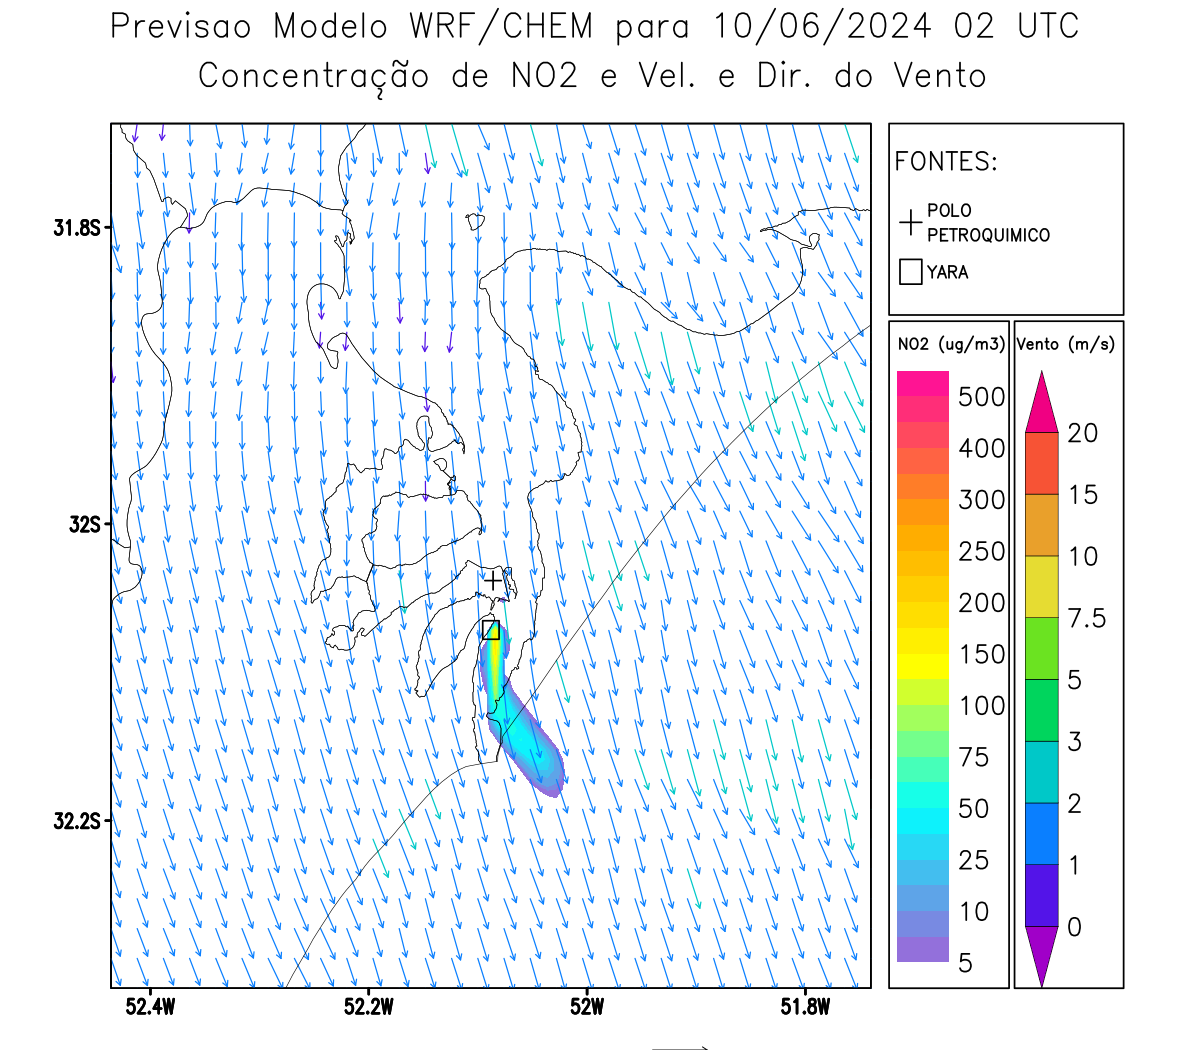 Previsao Modelo WRF/CHEM para 10/06/2024 02 UTC
Concentração de NO2 e Vel. e Dir. do Vento
FONTES:
POLO
PETROQUIMICO
YARA
NO2 (ug/m3)
500
400
300
250
200
150
100
75
50
25
10
5
Vento (m/s)
20
15
10
7.5
5
3
2
1
0
31.8S
32S
32.2S
52.4W
52.2W
52W
51.8W